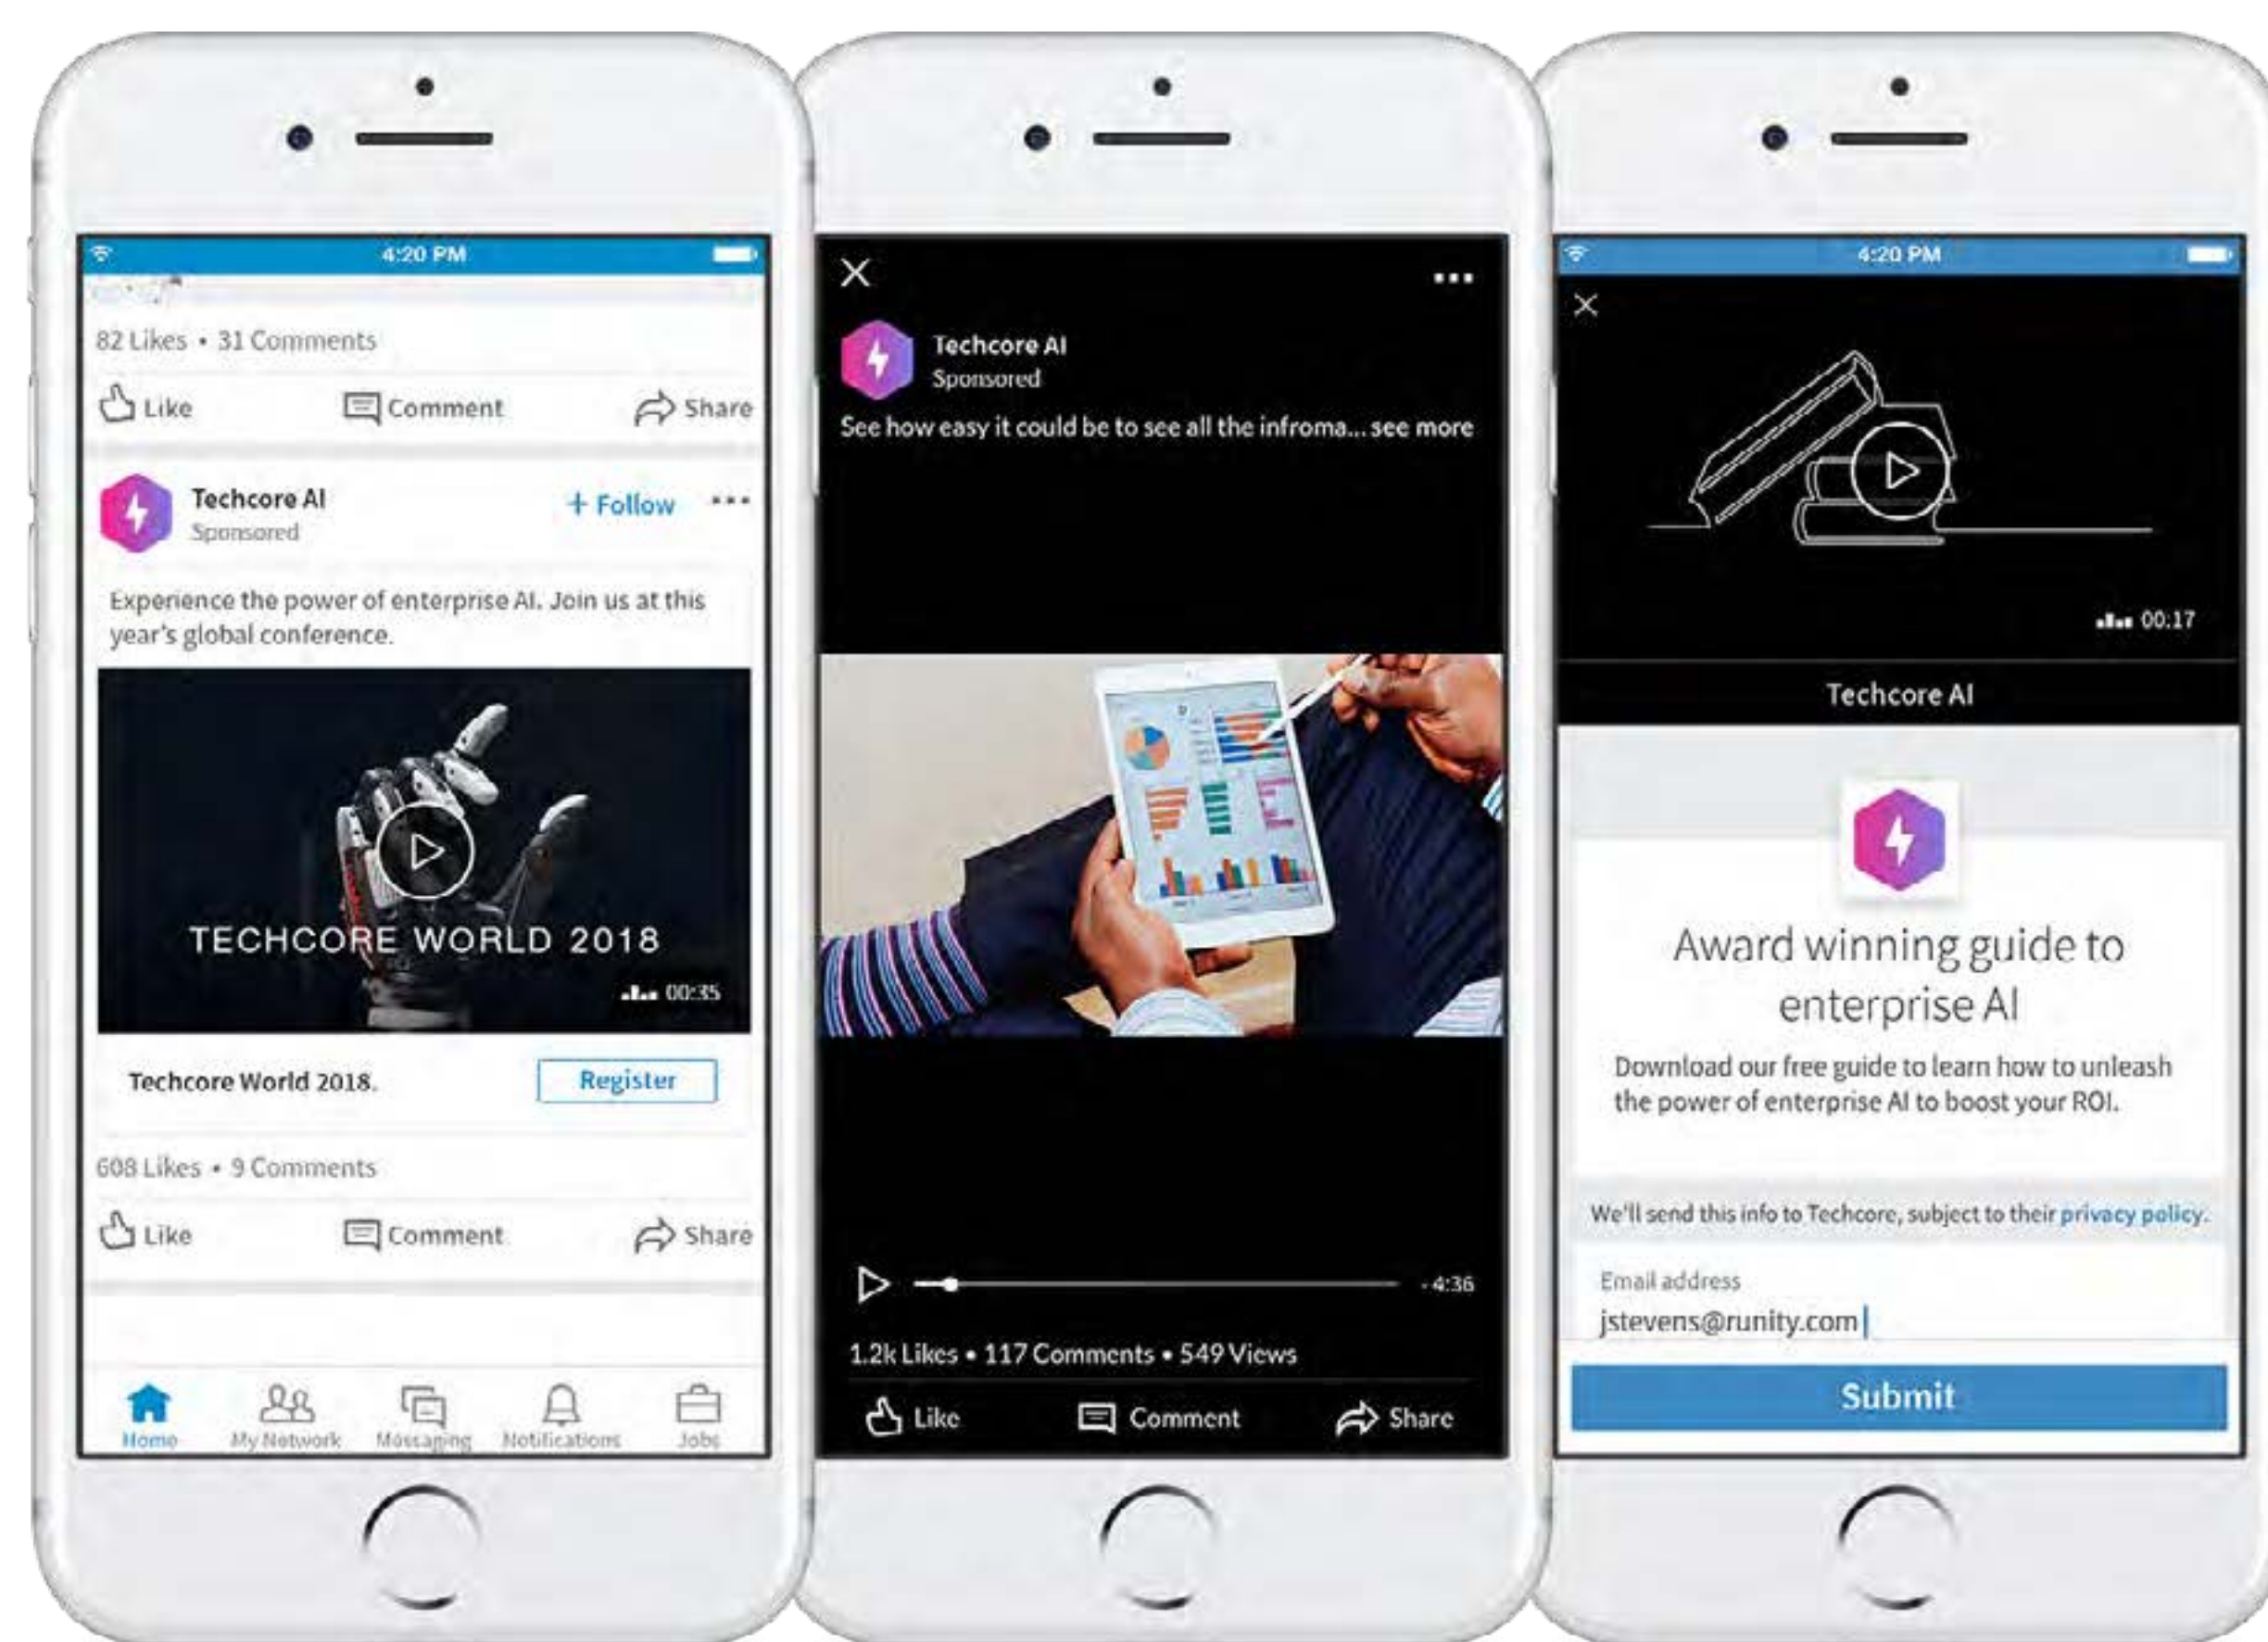 4:20 PM
82 Likes • 31 Comments
Like Comment Share
Techcore AI + Follow
Sponsored
Experience the power of enterprise AI. Join us at this
year's global conference.
TECHCORE WORLD 2018
00:35
Techcore World 2018. Register
608 Likes • 9 Comments
Like Comment Share
Home My Network Messaging Notifications Jobs
Techcore AI
Sponsored
See how easy it could be to see all the infroma... see more
- 4:36
1.2k Likes • 117 Comments • 549 Views
Like Comment Share
4:20 PM
00:17
Techcore AI
Award winning guide to
enterprise AI
Download our free guide to learn how to unleash
the power of enterprise AI to boost your ROI.
We'll send this info to Techcore, subject to their privacy policy.
Email address
jstevens@runity.com
Submit